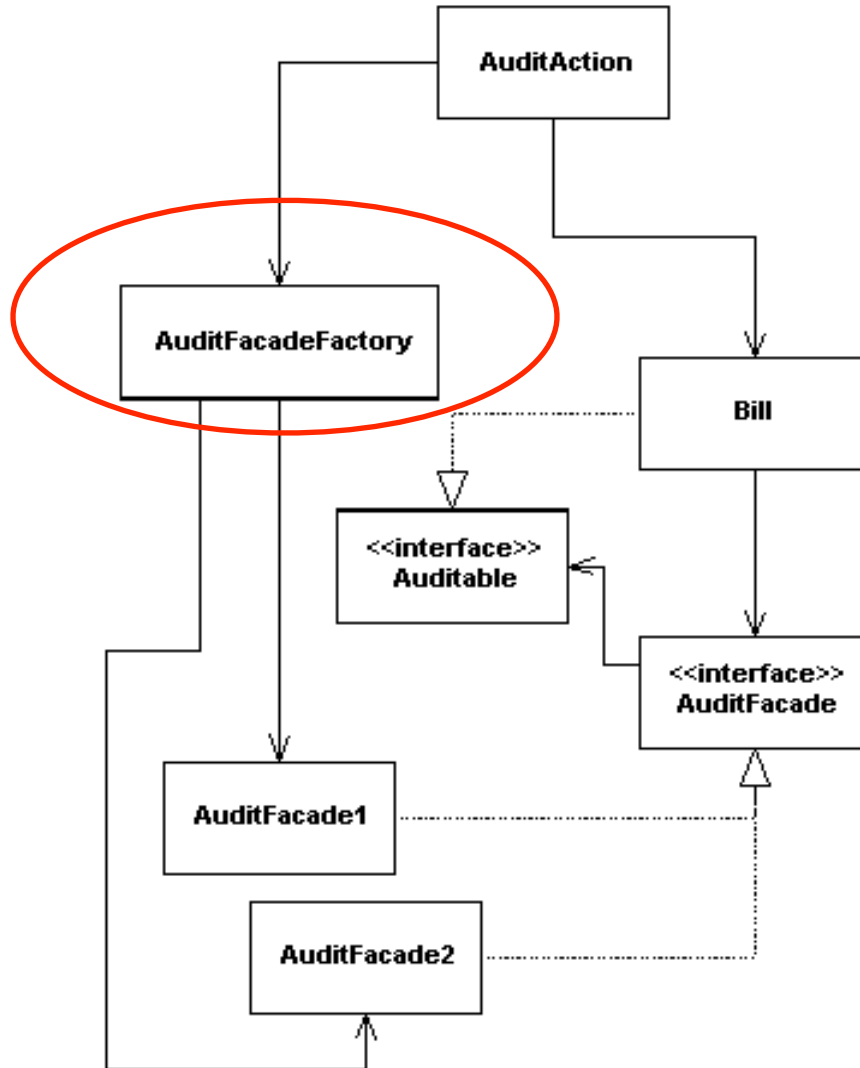 AuditAction
AuditFacadeFactory
Bill
<<interface>>
Auditable
<<interface>>
AuditFacade
AuditFacade1
AuditFacade2